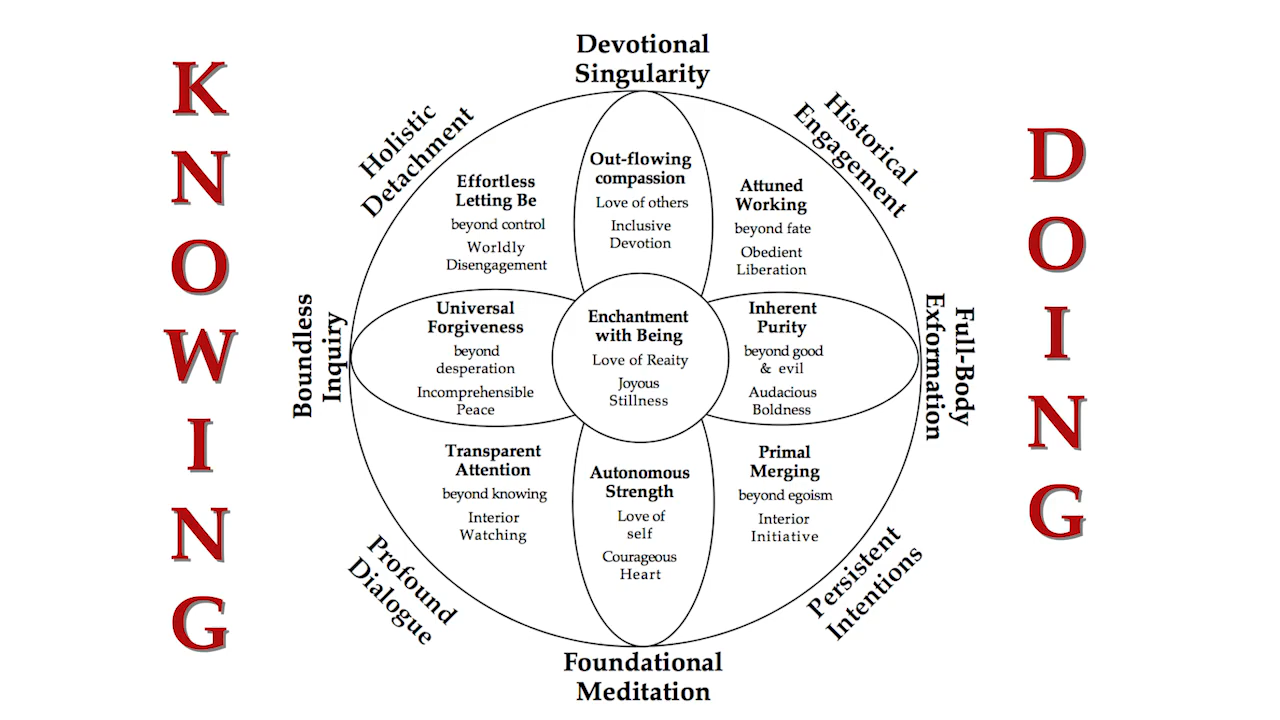 KNOWING
Devotional
Singularity
Holistic
Detachment
Historical
Engagement
DOING
Out-flowing
compassion
Love of others
Inclusive
Devotion
Effortless
Letting Be
beyond control
Worldly
Disengagement
Attuned
Working
beyond fate
Obedient
Liberation
Boundless
Inquiry
Universal
Forgiveness
beyond
desperation
Incomprehensible
Peace
Enchantment
with Being
Love of Reaity
Joyous
Stillness
Inherent
Purity
beyond good
& evil
Audacious
Boldness
Full-Body
Exformation
Transparent
Attention
beyond knowing
Interior
Watching
Autonomous
Strength
Love of
self
Courageous
Heart
Primal
Merging
beyond egoism
Interior
Initiative
Profound
Dialogue
Persistent
Intentions
Foundational
Meditation